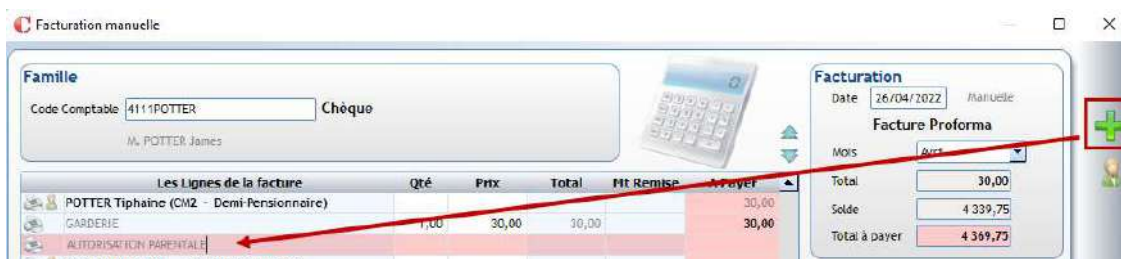 Facturation manuelle
Famille
Code Comptable 4111POTTER Chèque
M. POTTER James
Facturation
Date 26/04/2022 Manuelle
Facture Proforma
Mois Avril
Total 30,00
Solde 4 339,75
Total à payer 4 369,75
Les Lignes de la facture Qté Prix Total Mt Remise A Payer
POTTER Tiphaine (CM2 - Demi-Pensionnaire) 30,00
GARDERIE 1,00 30,00 30,00 30,00
AUTORISATION PARENTALE